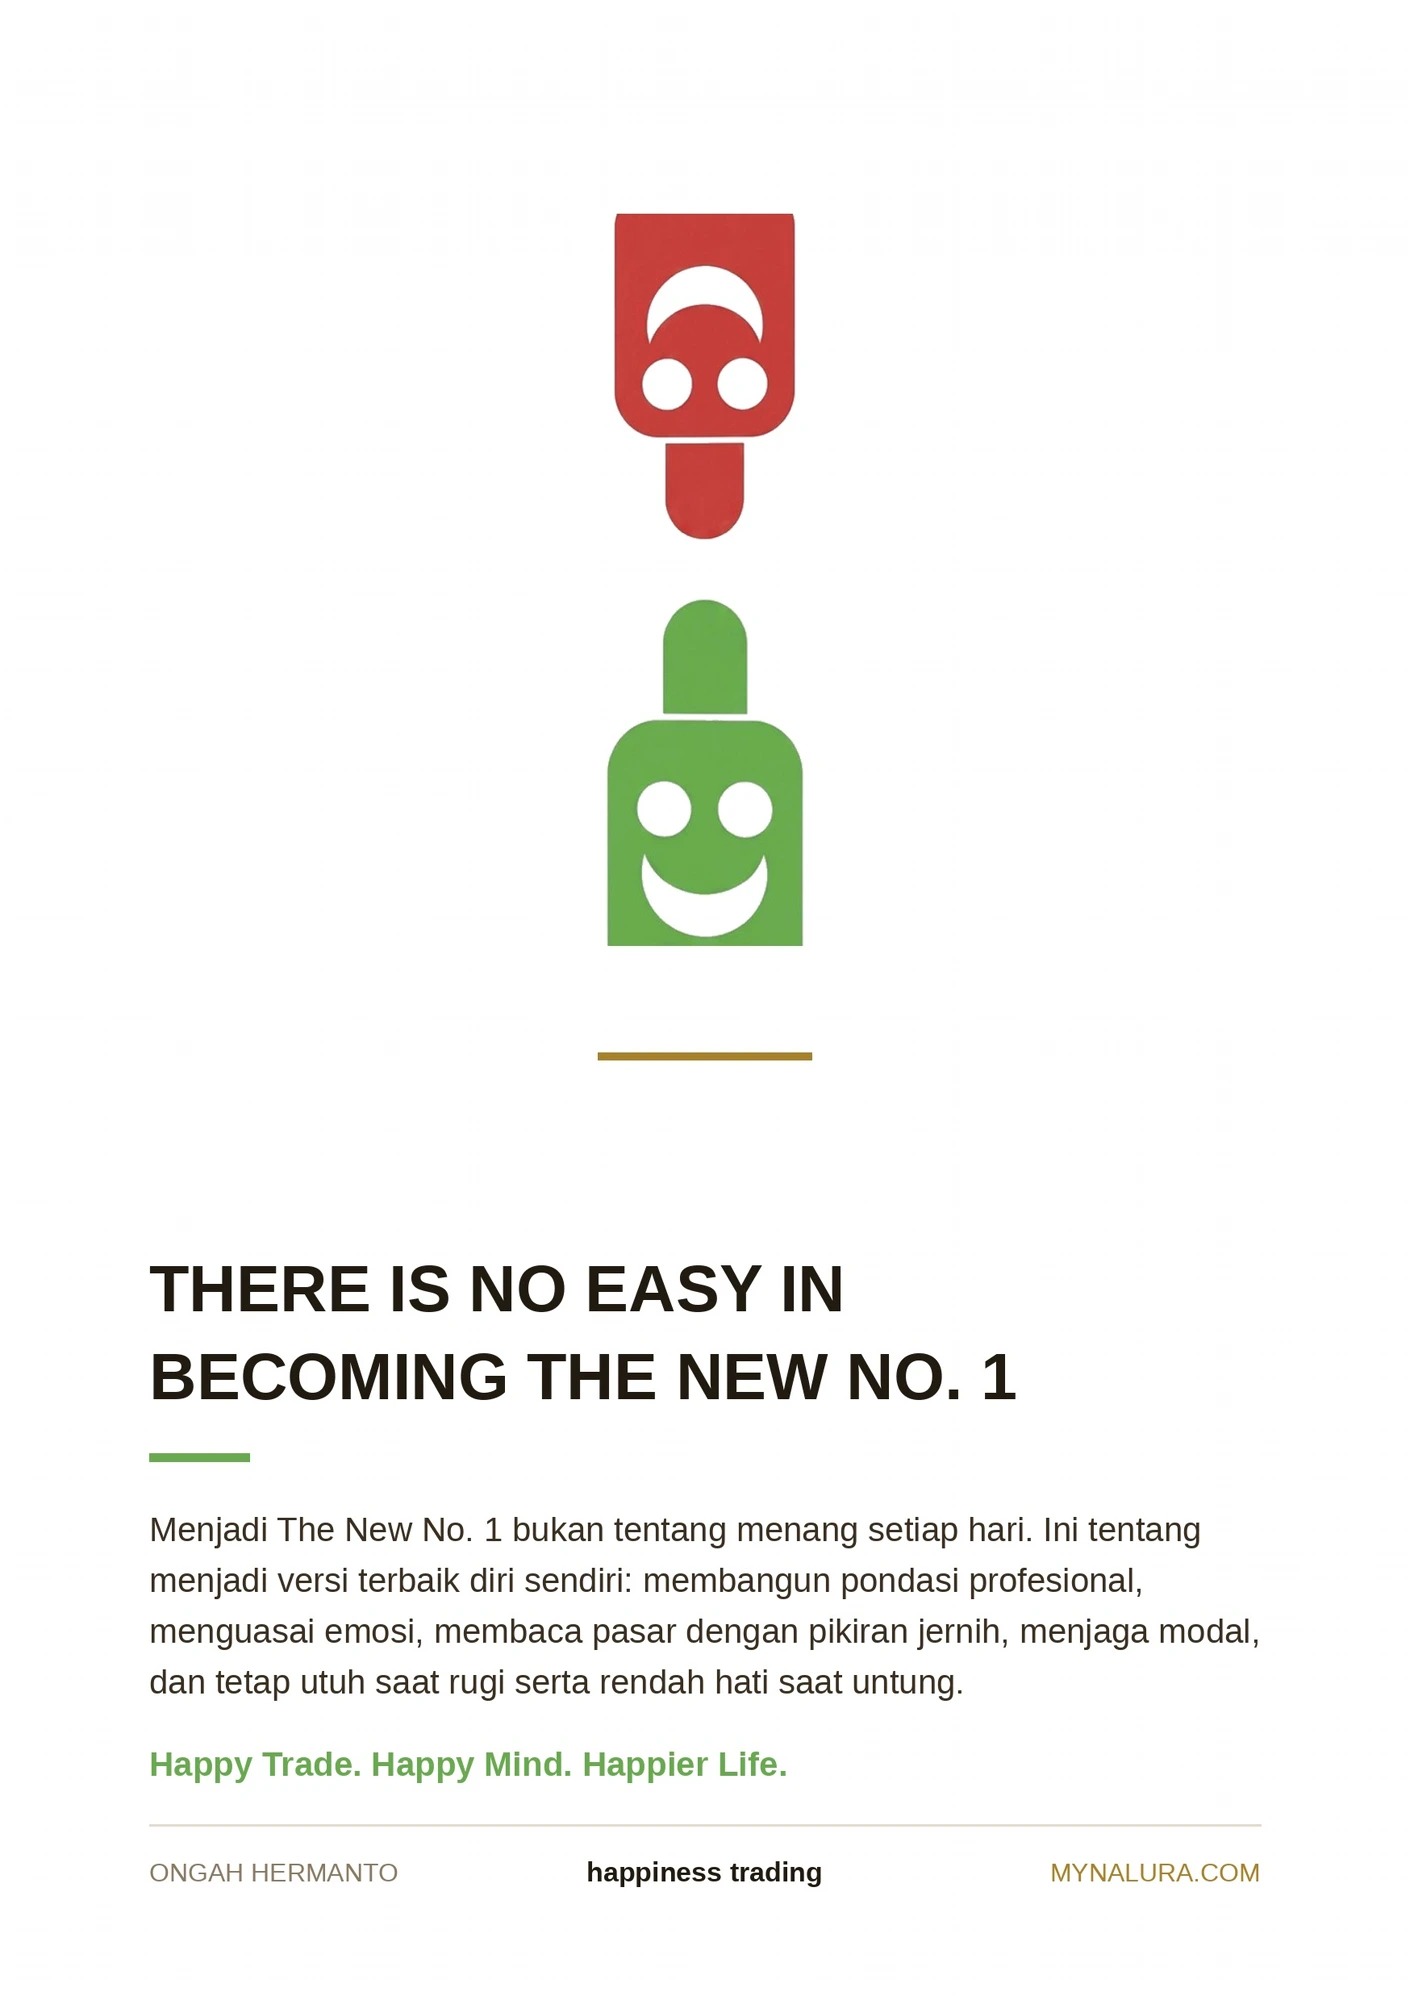 THERE IS NO EASY IN
BECOMING THE NEW NO. 1
Menjadi The New No. 1 bukan tentang menang setiap hari. Ini tentang
menjadi versi terbaik diri sendiri: membangun pondasi profesional,
menguasai emosi, membaca pasar dengan pikiran jernih, menjaga modal,
dan tetap utuh saat rugi serta rendah hati saat untung.
Happy Trade. Happy Mind. Happier Life.
ONGAH HERMANTO
happiness trading
MYNALURA.COM